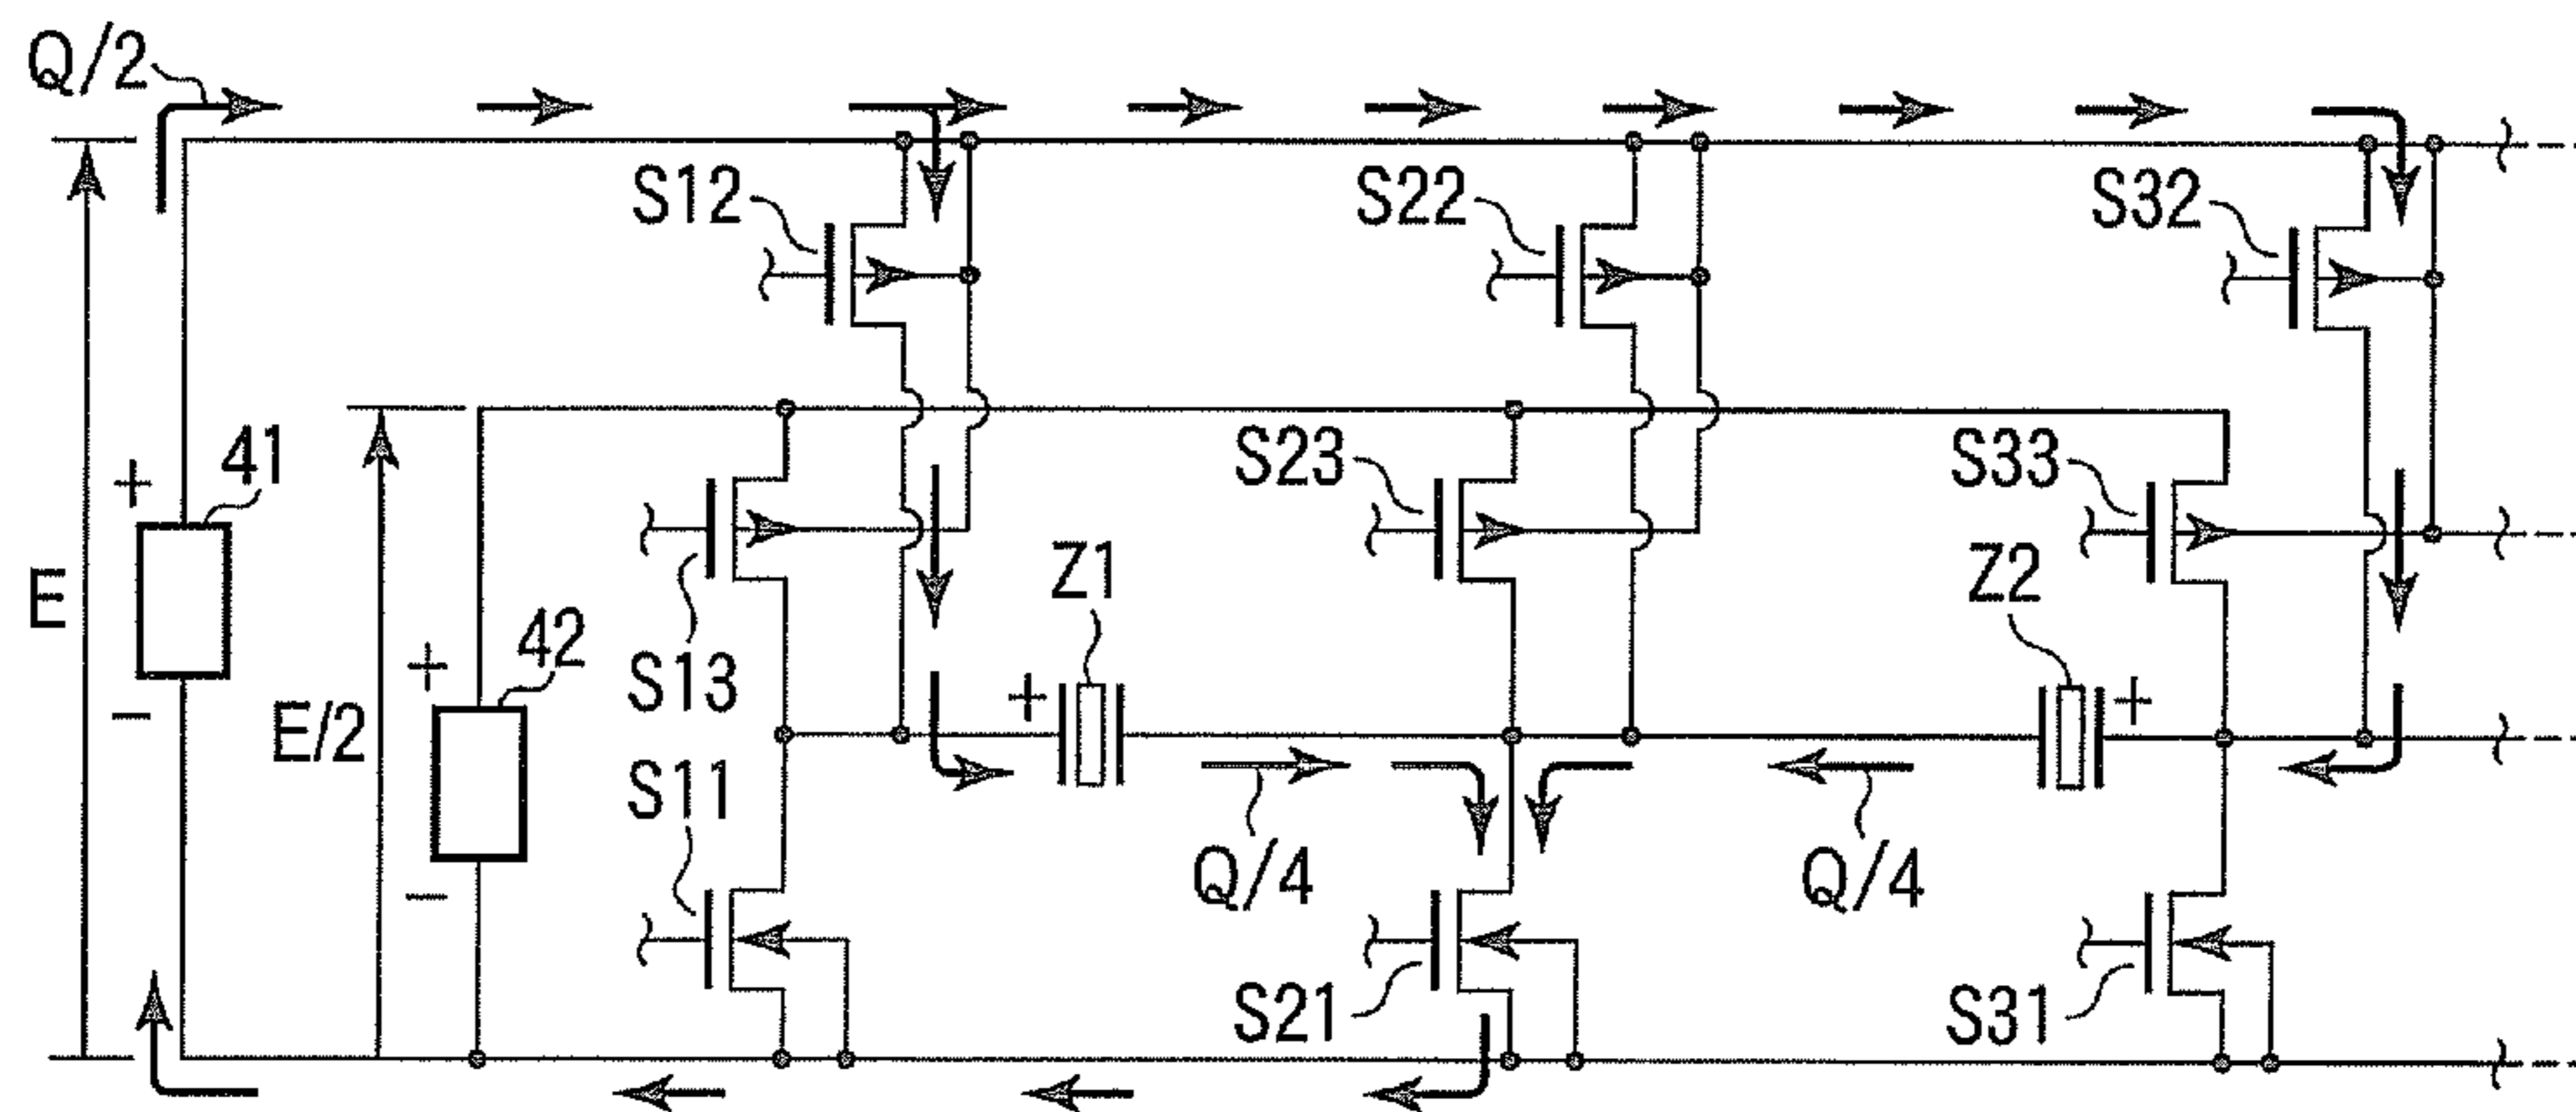 Q/2
S12
S22
S32
+
41
S23
S33
E
Z1
Z2
+
42
S13
−
E/2
+
+
S11
−
Q/4
Q/4
S21
S31